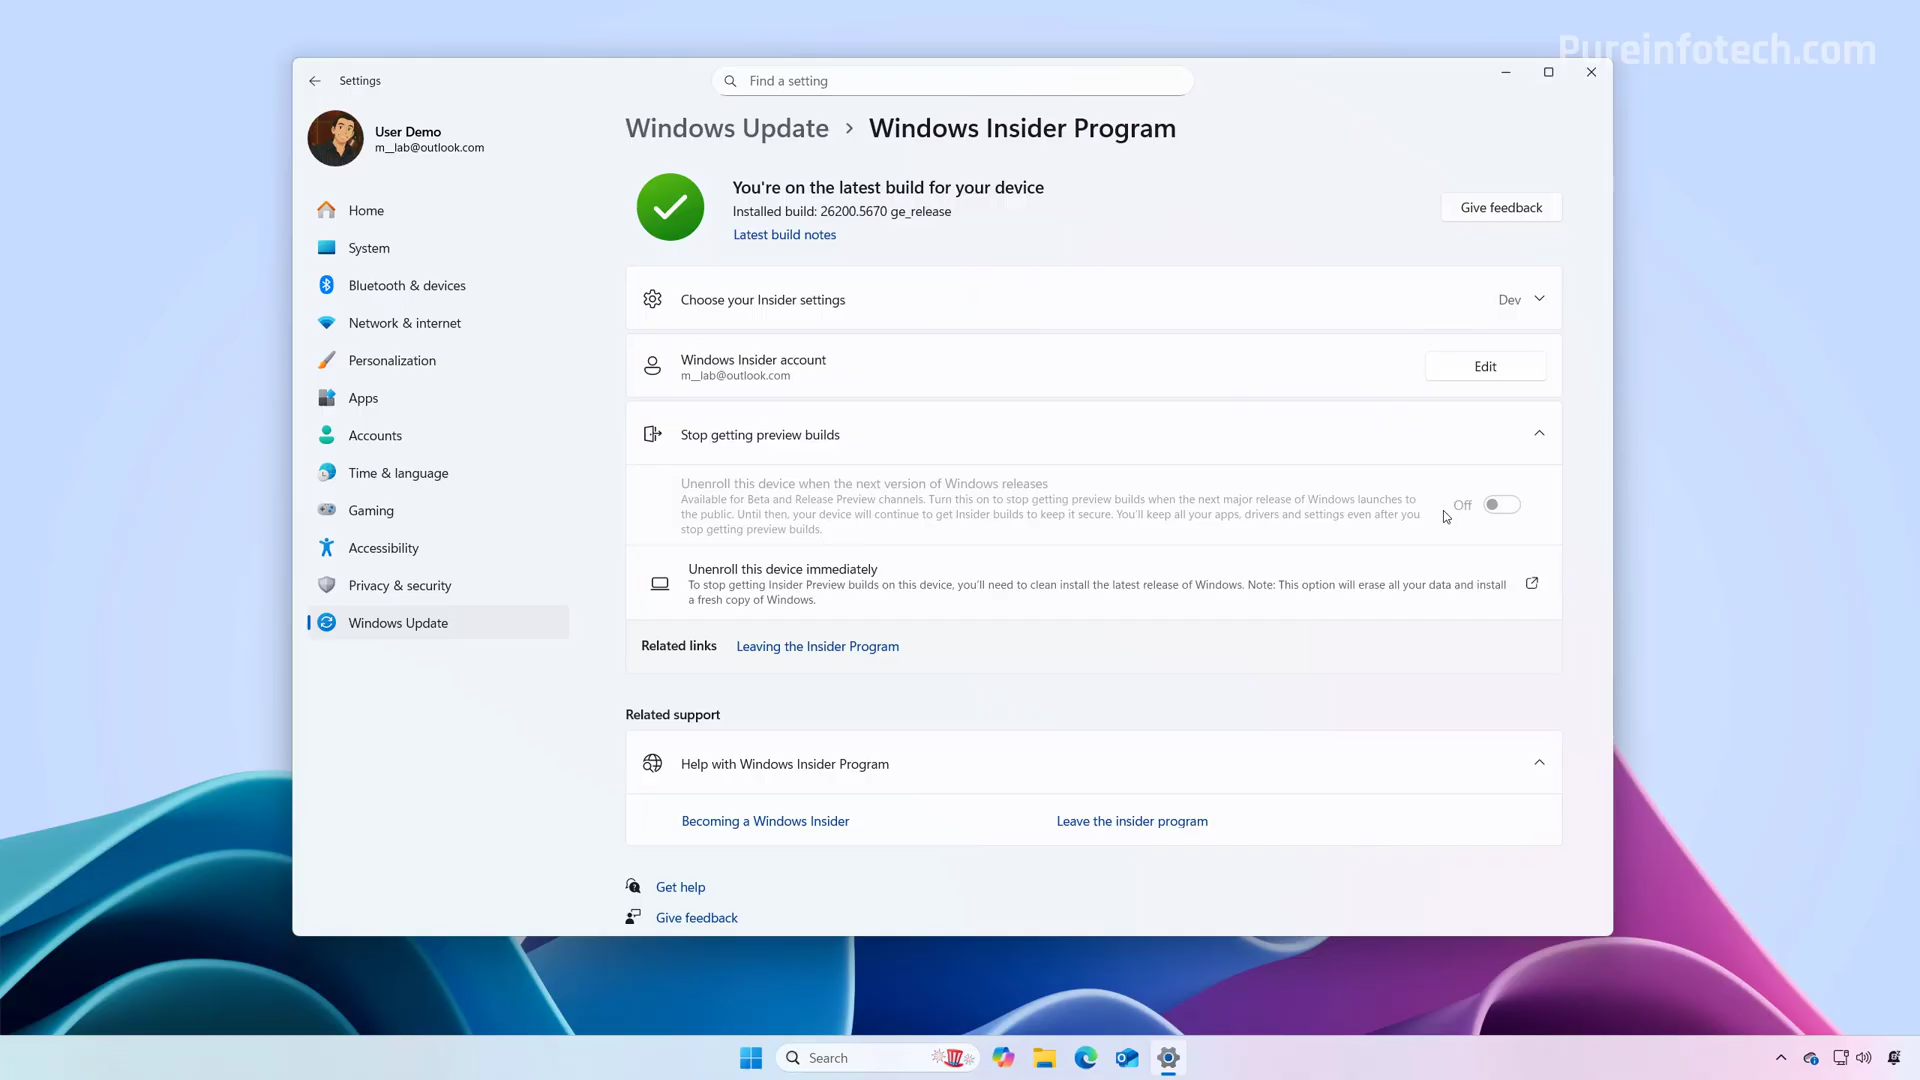 Pureinfotech.com
Settings
Find a setting
User Demo
m__lab@outlook.com
Home
System
Bluetooth & devices
Network & internet
Personalization
Apps
Accounts
Time & language
Gaming
Accessibility
Privacy & security
Windows Update
Windows Update > Windows Insider Program
You're on the latest build for your device
Installed build: 26200.5670 ge_release
Latest build notes
Give feedback
Choose your Insider settings
Dev
Windows Insider account
m__lab@outlook.com
Edit
Stop getting preview builds
Unenroll this device when the next version of Windows releases
Available for Beta and Release Preview channels. Turn this on to stop getting preview builds when the next major release of Windows launches to
the public. Until then, your device will continue to get Insider builds to keep it secure. You'll keep all your apps, drivers and settings even after you
stop getting preview builds.
Off
Unenroll this device immediately
To stop getting Insider Preview builds on this device, you'll need to clean install the latest release of Windows. Note: This option will erase all your data and install
a fresh copy of Windows.
Related links
Leaving the Insider Program
Related support
Help with Windows Insider Program
Becoming a Windows Insider
Leave the insider program
Get help
Give feedback
Search